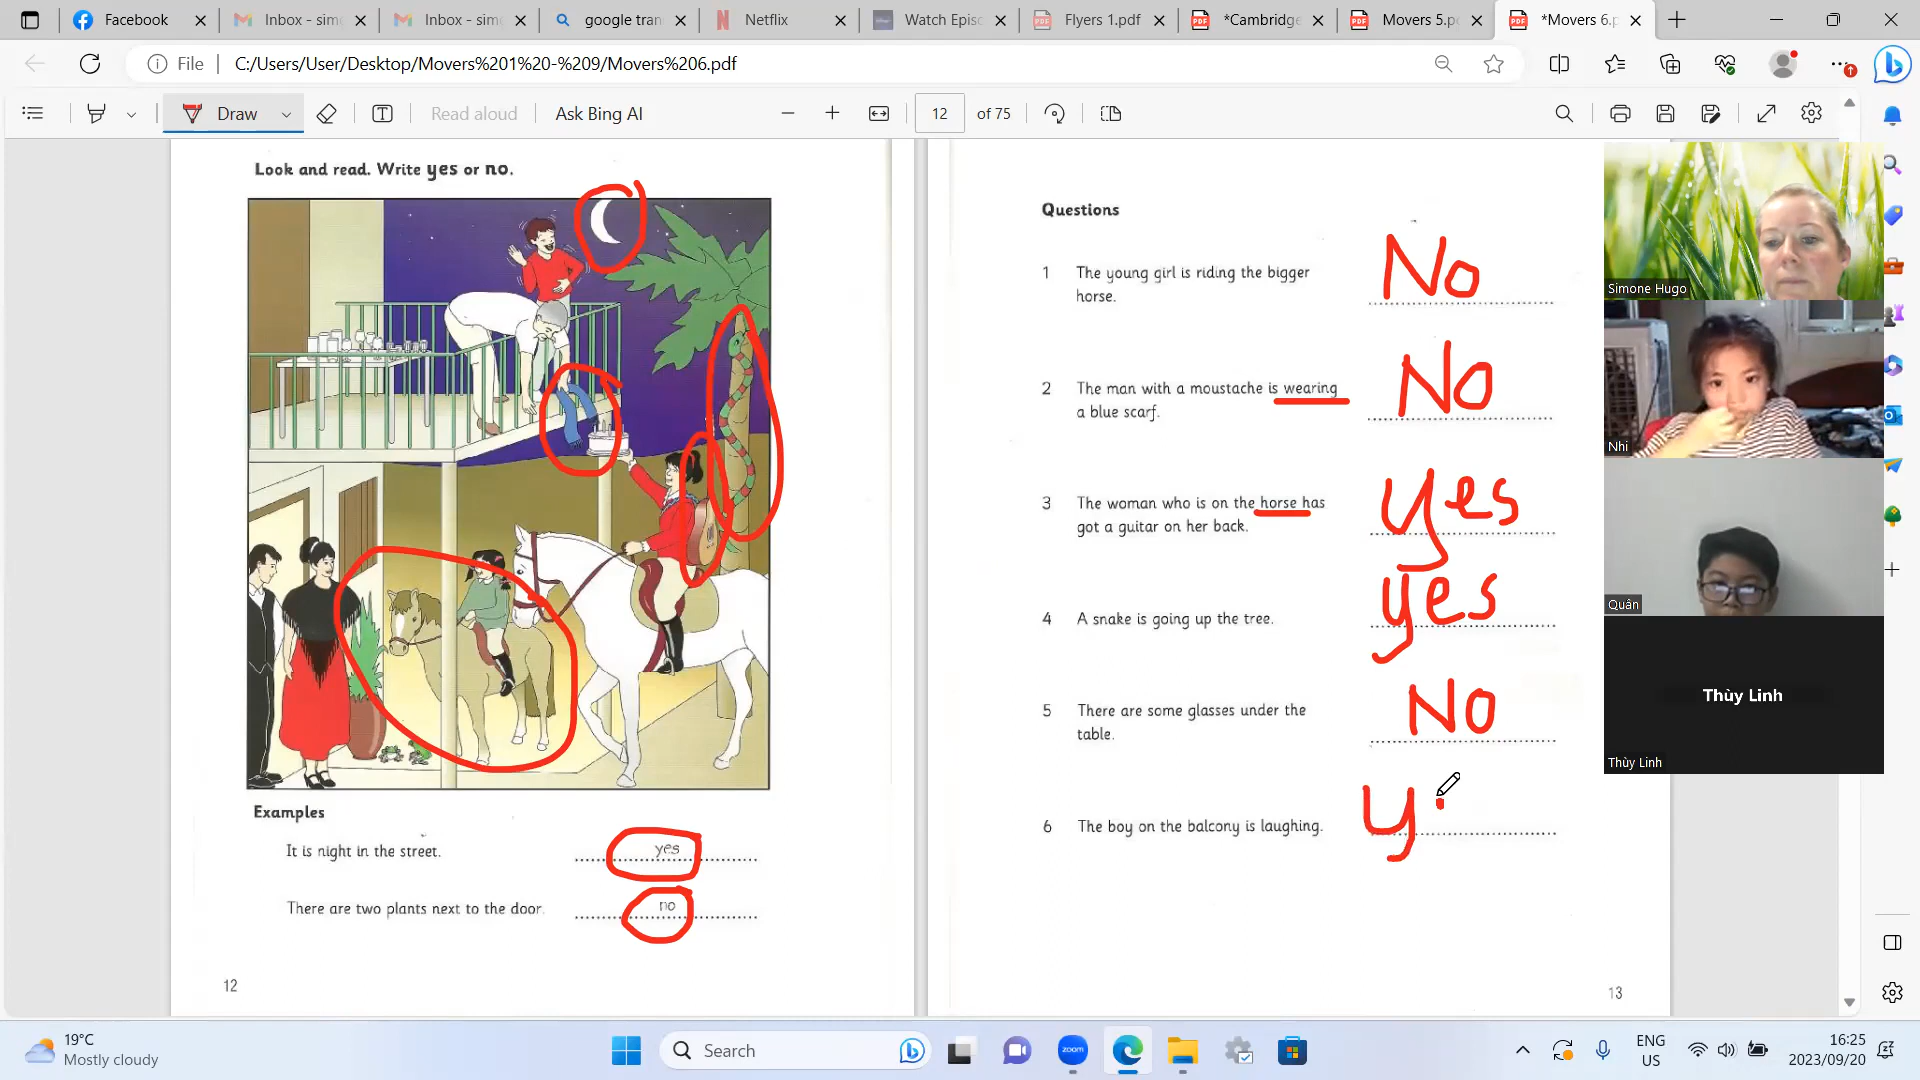 Facebook
Inbox - sim
Inbox - sim
google tran
Netflix
Watch Epis
Flyers 1.pdf
*Cambridge
Movers 5.p
*Movers 6.p
File
C:/Users/User/Desktop/Movers%201%20-%209/Movers%206.pdf
Draw
Read aloud
Ask Bing AI
12
of 75
Look and read. Write yes or no.
Examples
It is night in the street.
yes
There are two plants next to the door.
no
12
Questions
1 The young girl is riding the bigger
horse.
No
2 The man with a moustache is wearing
a blue scarf.
No
3 The woman who is on the horse has
got a guitar on her back.
yes
4 A snake is going up the tree.
yes
5 There are some glasses under the
table.
No
6 The boy on the balcony is laughing.
y
13
Simone Hugo
Nhi
Quân
Thùy Linh
Thùy Linh
19°C
Mostly cloudy
Search
zoom
ENG
US
16:25
2023/09/20